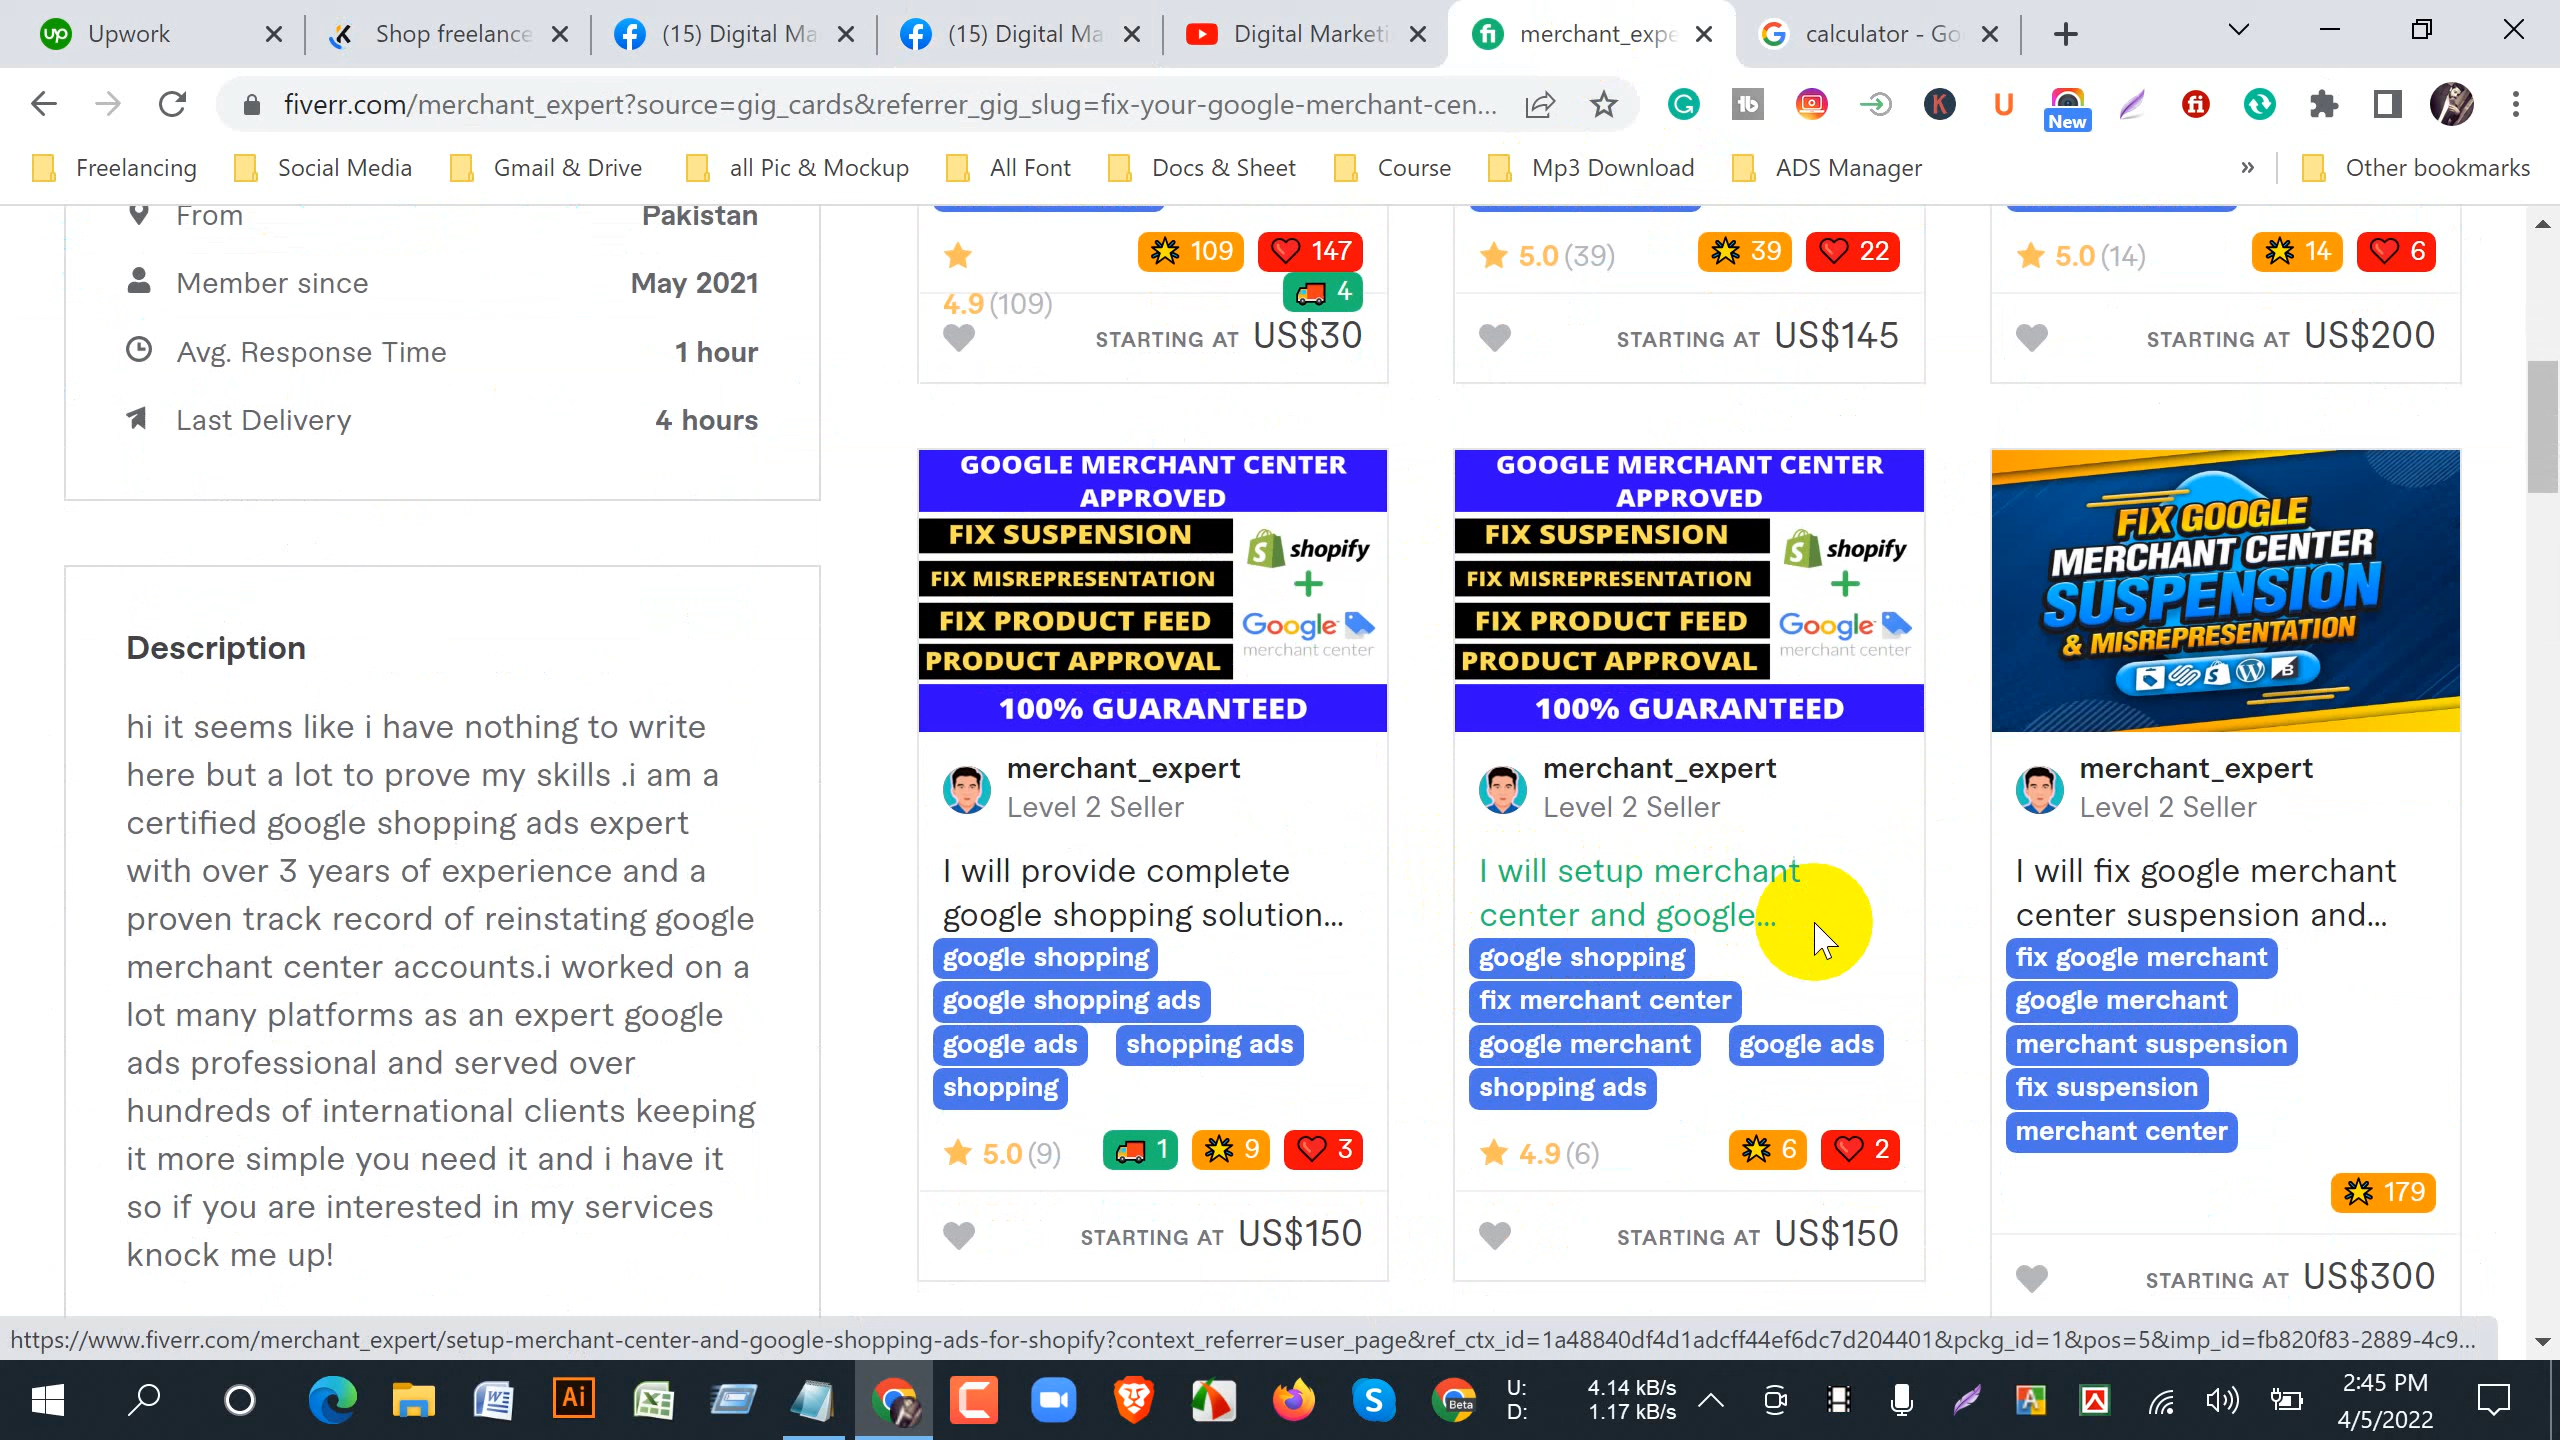 Upwork
Shop freelance
(15) Digital Ma
(15) Digital Ma
Digital Marketi
merchant_expe
calculator - Go
fiverr.com/merchant_expert?source=gig_cards&referrer_gig_slug=fix-your-google-merchant-cen...
New
Freelancing
Social Media
Gmail & Drive
all Pic & Mockup
All Font
Docs & Sheet
Course
Mp3 Download
ADS Manager
»
Other bookmarks
From Pakistan
Member since May 2021
Avg. Response Time 1 hour
Last Delivery 4 hours
Description
hi it seems like i have nothing to write
here but a lot to prove my skills .i am a
certified google shopping ads expert
with over 3 years of experience and a
proven track record of reinstating google
merchant center accounts.i worked on a
lot many platforms as an expert google
ads professional and served over
hundreds of international clients keeping
it more simple you need it and i have it
so if you are interested in my services
knock me up!
109 147
4
4.9 (109)
STARTING AT US$30
5.0 (39) 39 22
STARTING AT US$145
5.0 (14) 14 6
STARTING AT US$200
GOOGLE MERCHANT CENTER
APPROVED
FIX SUSPENSION
FIX MISREPRESENTATION
FIX PRODUCT FEED
PRODUCT APPROVAL
shopify
+
Google
merchant center
100% GUARANTEED
merchant_expert
Level 2 Seller
I will provide complete
google shopping solution...
google shopping
google shopping ads
google ads shopping ads
shopping
5.0 (9) 1 9 3
STARTING AT US$150
GOOGLE MERCHANT CENTER
APPROVED
FIX SUSPENSION
FIX MISREPRESENTATION
FIX PRODUCT FEED
PRODUCT APPROVAL
shopify
+
Google
merchant center
100% GUARANTEED
merchant_expert
Level 2 Seller
I will setup merchant
center and google...
google shopping
fix merchant center
google merchant google ads
shopping ads
4.9 (6) 6 2
STARTING AT US$150
FIX GOOGLE
MERCHANT CENTER
SUSPENSION
& MISREPRESENTATION
merchant_expert
Level 2 Seller
I will fix google merchant
center suspension and...
fix google merchant
google merchant
merchant suspension
fix suspension
merchant center
179
STARTING AT US$300
https://www.fiverr.com/merchant_expert/setup-merchant-center-and-google-shopping-ads-for-shopify?context_referrer=user_page&ref_ctx_id=1a48840df4d1adcff44ef6dc7d204401&pckg_id=1&pos=5&imp_id=fb820f83-2889-4c9...
Ai
Beta
U: 4.14 kB/s
D: 1.17 kB/s
2:45 PM
4/5/2022